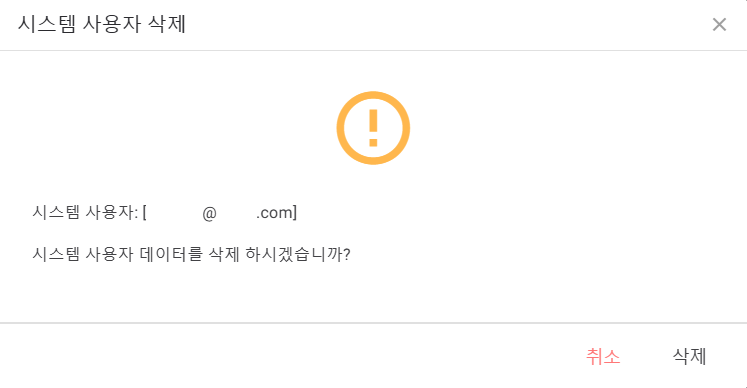 시스템 사용자 삭제
시스템 사용자: [ @ .com]
시스템 사용자 데이터를 삭제 하시겠습니까?
취소 삭제